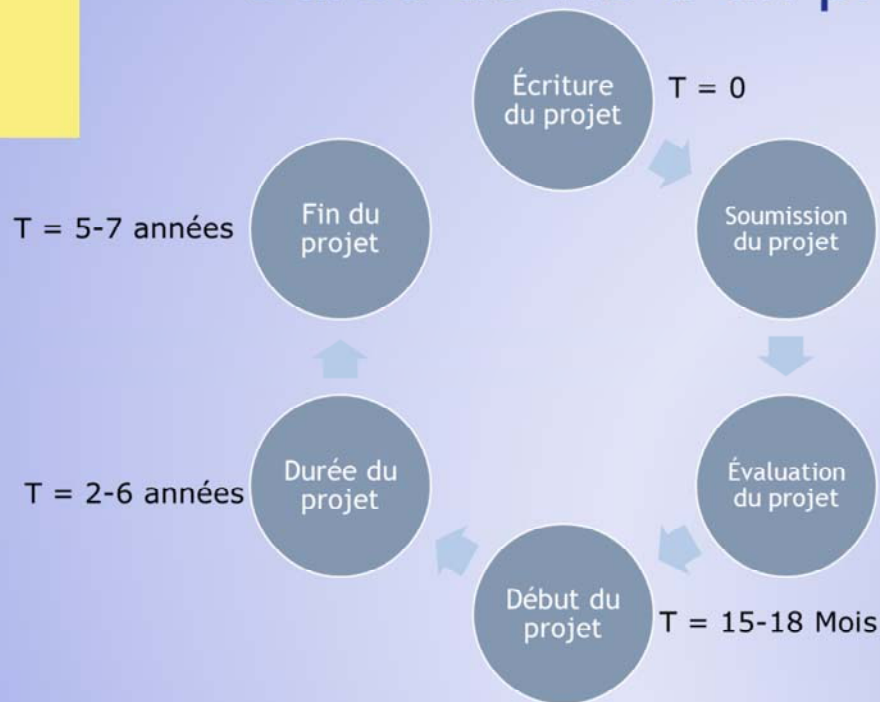 Écriture
du projet
T = 0
Soumission
du projet
Évaluation
du projet
Début du
projet
T = 15-18 Mois
Durée du
projet
T = 2-6 années
Fin du
projet
T = 5-7 années